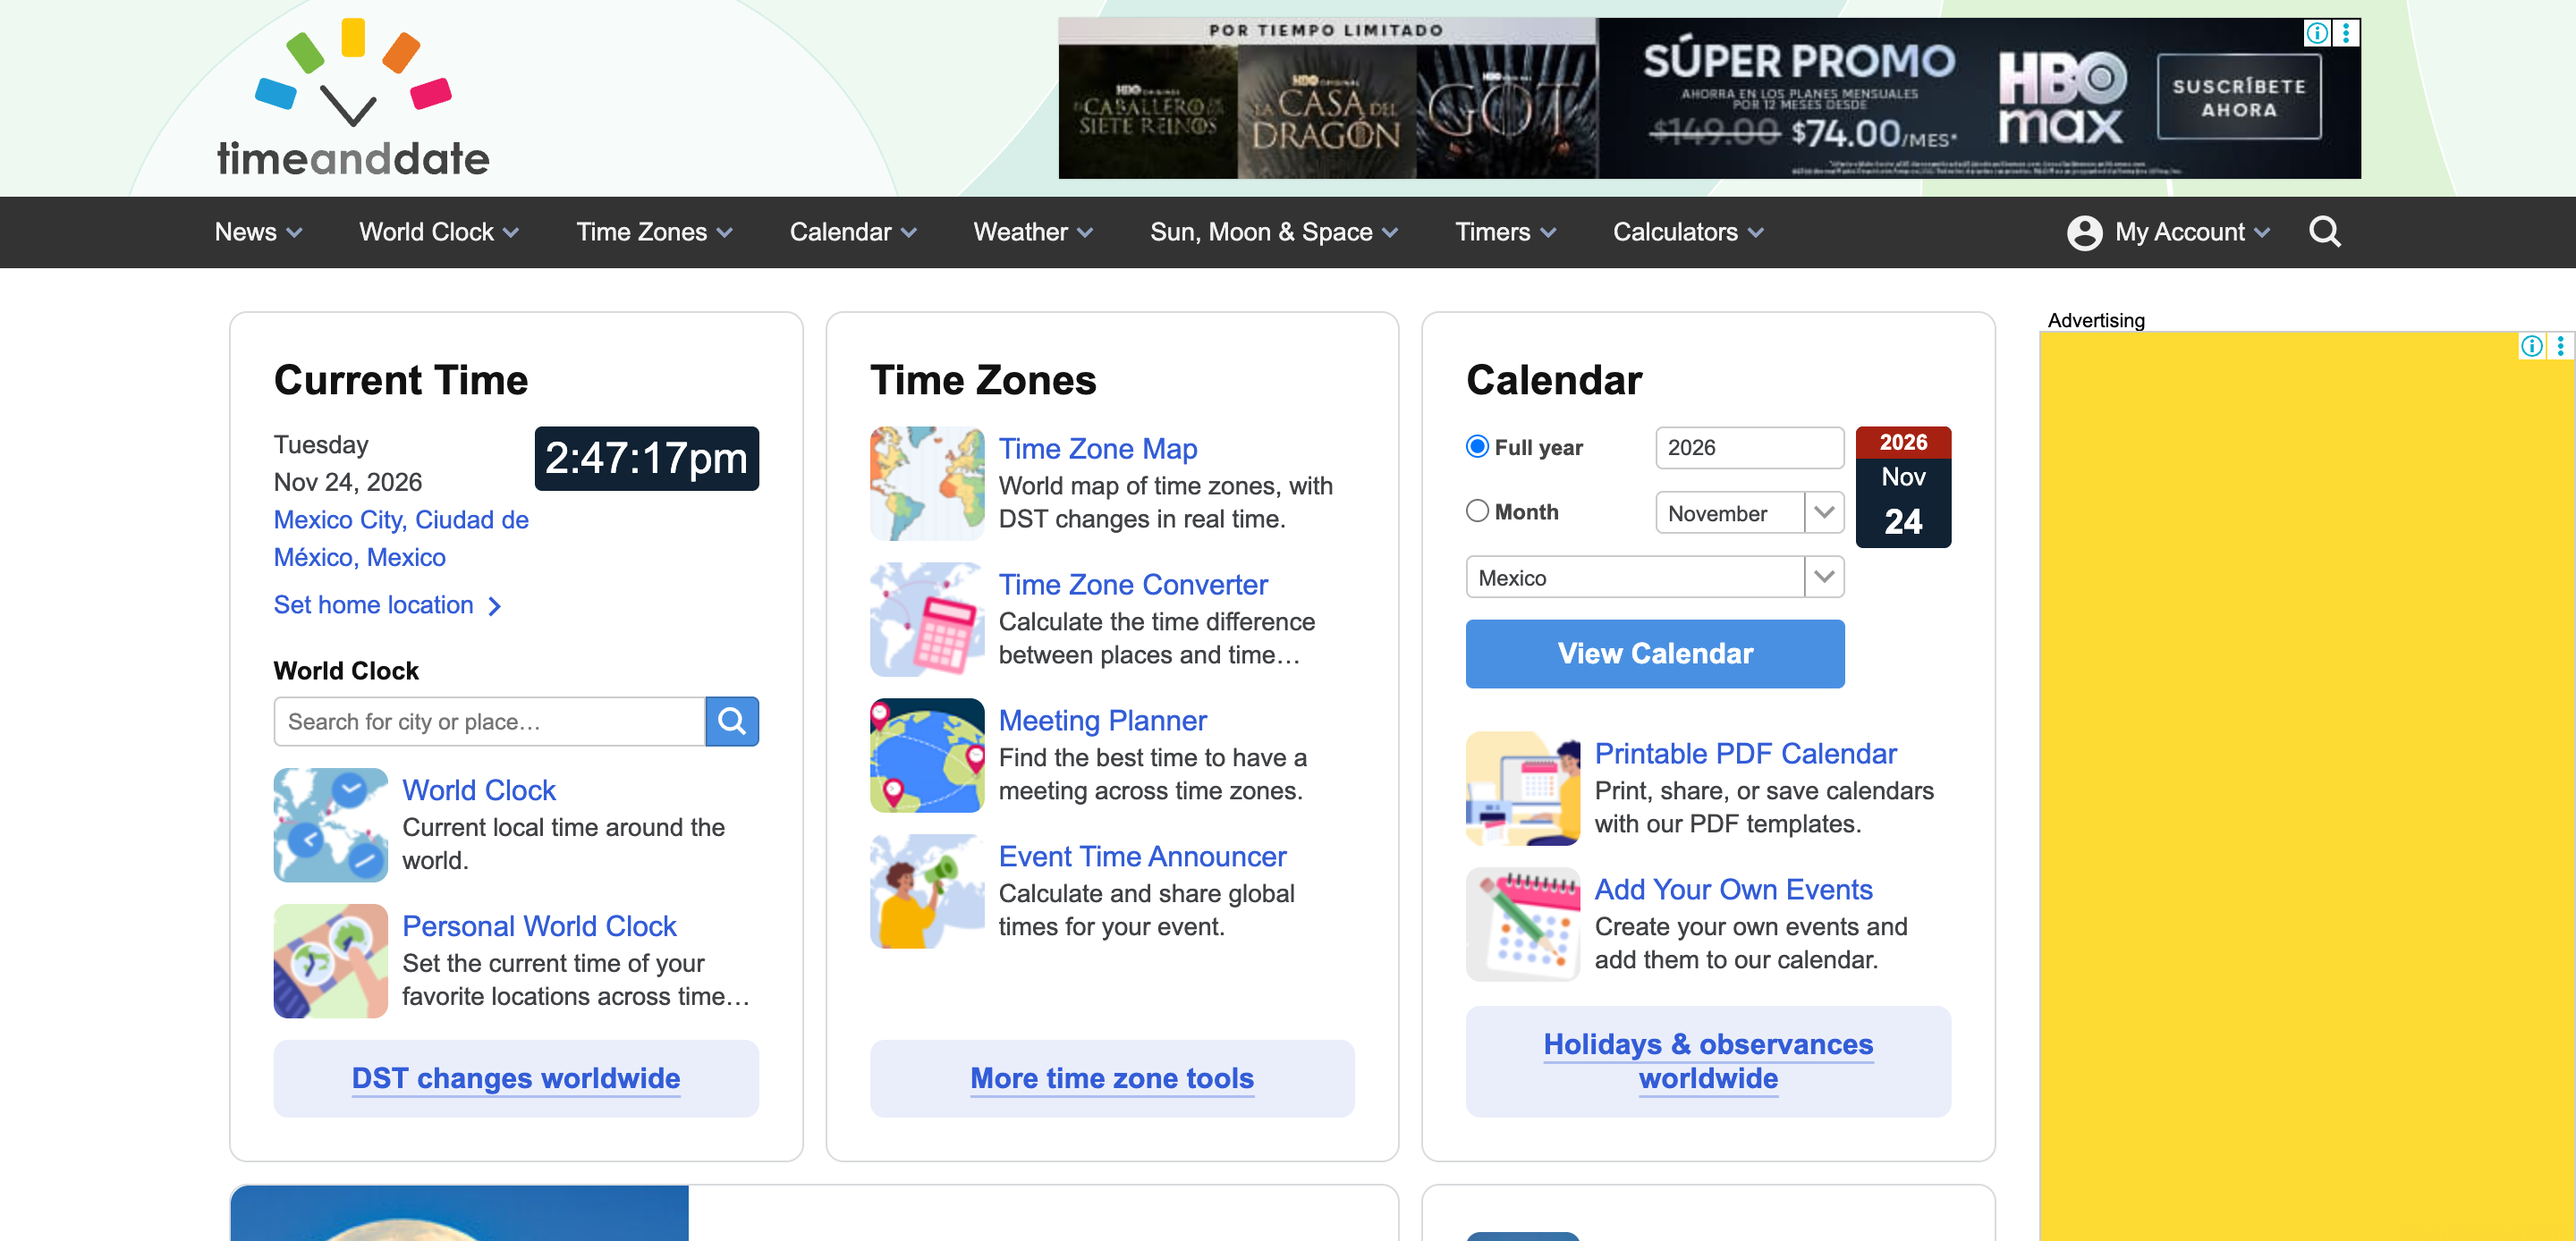 timeanddate
POR TIEMPO LIMITADO
HBO ORIGINAL
CABALLERO
SIETE REINOS
HBO ORIGINAL
LA CASA DEL
DRAGÓN
GOT
SÚPER PROMO
AHORRA EN LOS PLANES MENSUALES
POR 12 MESES DESDE
$149.00 $74.00/MES*
HBO
max
SUSCRÍBETE
AHORA
News
World Clock
Time Zones
Calendar
Weather
Sun, Moon & Space
Timers
Calculators
My Account
Current Time
Tuesday
Nov 24, 2026
2:47:17pm
Mexico City, Ciudad de
México, Mexico
Set home location
World Clock
Search for city or place…
World Clock
Current local time around the
world.
Personal World Clock
Set the current time of your
favorite locations across time…
DST changes worldwide
Time Zones
Time Zone Map
World map of time zones, with
DST changes in real time.
Time Zone Converter
Calculate the time difference
between places and time…
Meeting Planner
Find the best time to have a
meeting across time zones.
Event Time Announcer
Calculate and share global
times for your event.
More time zone tools
Calendar
Full year
2026
Month
November
2026
Nov
24
Mexico
View Calendar
Printable PDF Calendar
Print, share, or save calendars
with our PDF templates.
Add Your Own Events
Create your own events and
add them to our calendar.
Holidays & observances
worldwide
Advertising